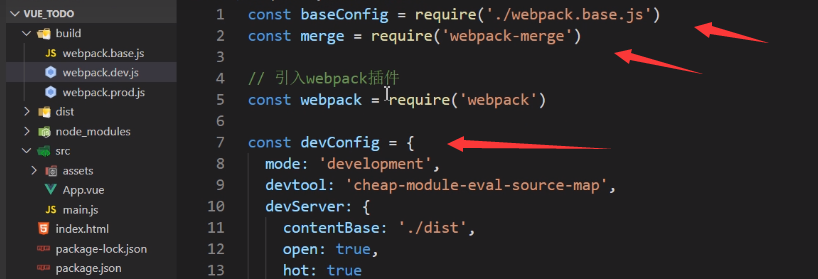 VUE_TODO
build
JS webpack.base.js
webpack.dev.js
webpack.prod.js
dist
node_modules
src
assets
App.vue
JS main.js
index.html
package-lock.json
package.json
1 const baseConfig = require('./webpack.base.js')
2 const merge = require('webpack-merge')
3
4 // 引入webpack插件
5 const webpack = require('webpack')
6
7 const devConfig = {
8 mode: 'development',
9 devtool: 'cheap-module-eval-source-map',
10 devServer: {
11 contentBase: './dist',
12 open: true,
13 hot: true